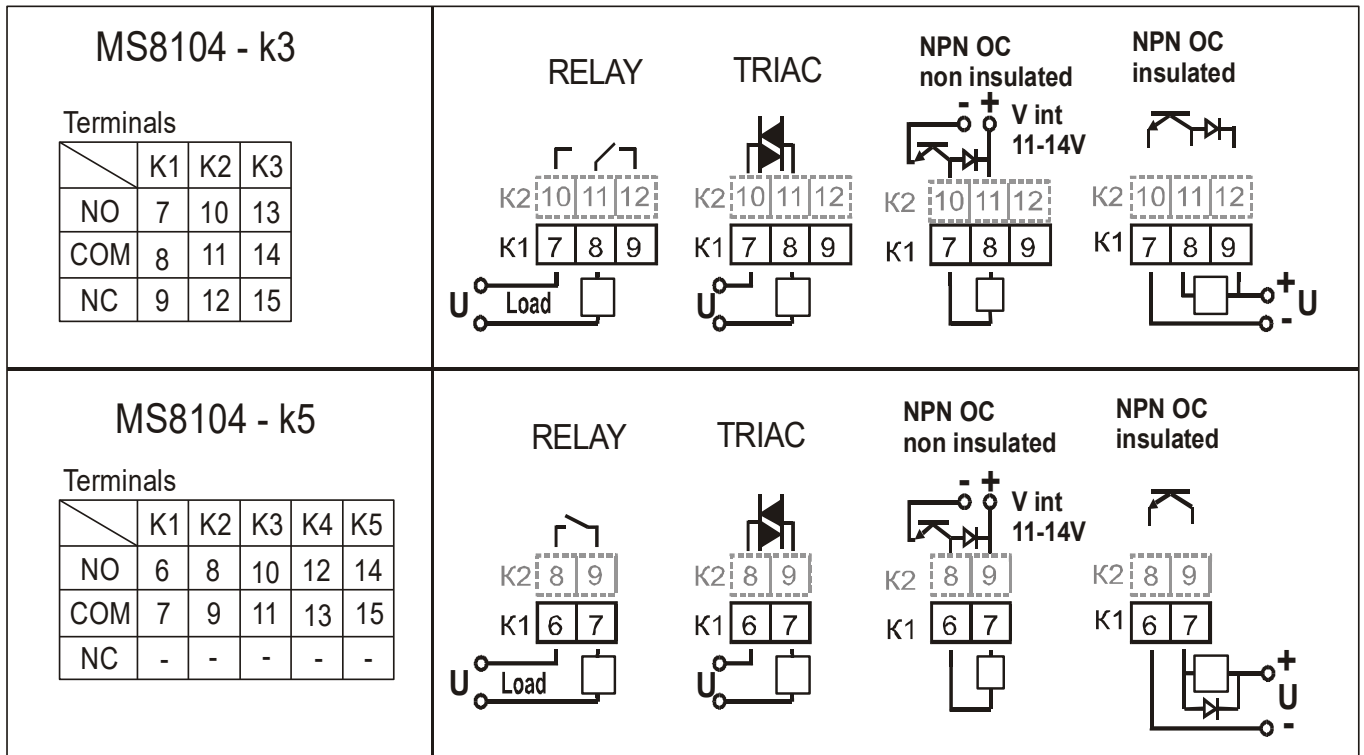 MS8104 - k3
Terminals
K1 K2 K3
NO 7 10 13
COM 8 11 14
NC 9 12 15
RELAY
K2 10 11 12
K1 7 8 9
U Load
TRIAC
K2 10 11 12
K1 7 8 9
U
NPN OC
non insulated
- + V int
11-14V
K2 10 11 12
K1 7 8 9
NPN OC
insulated
K2 10 11 12
K1 7 8 9
+ U
-
MS8104 - k5
Terminals
K1 K2 K3 K4 K5
NO 6 8 10 12 14
COM 7 9 11 13 15
NC - - - - -
RELAY
K2 8 9
K1 6 7
U Load
TRIAC
K2 8 9
K1 6 7
U
NPN OC
non insulated
- + V int
11-14V
K2 8 9
K1 6 7
NPN OC
insulated
K2 8 9
K1 6 7
+
U
-